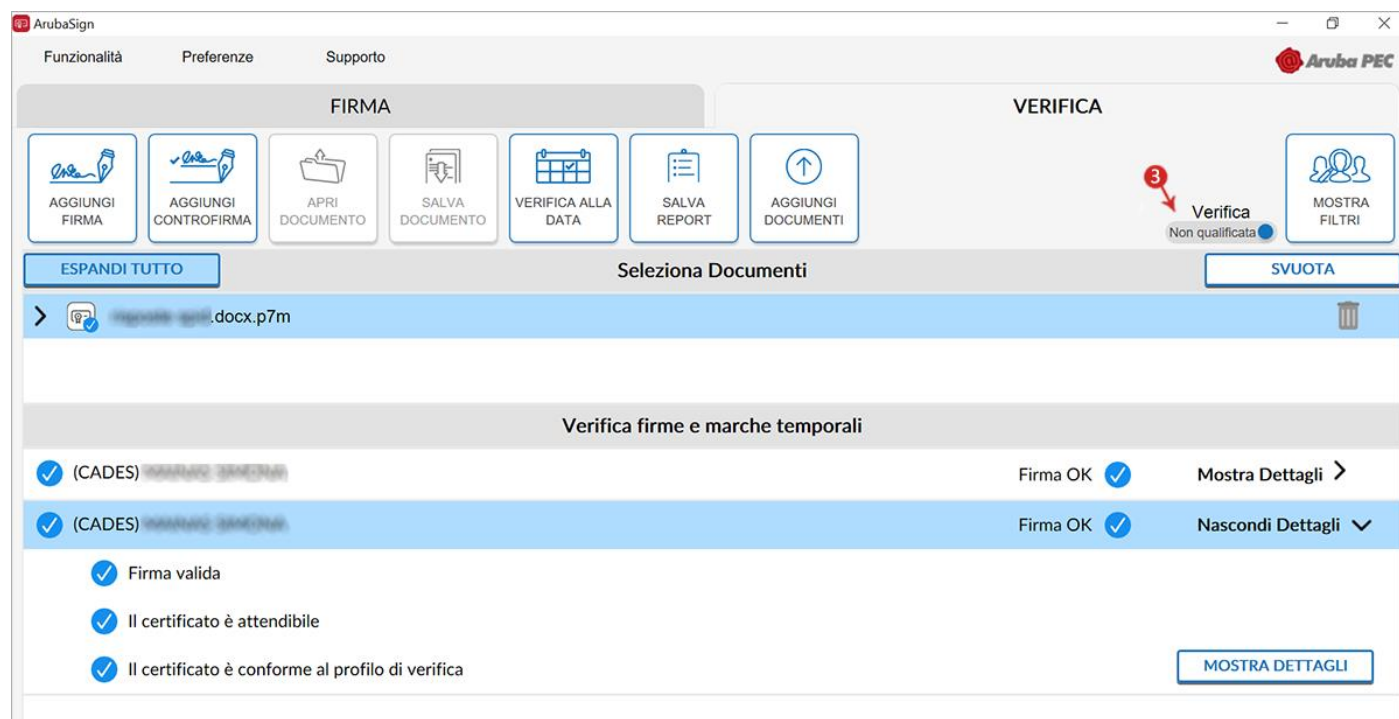 ArubaSign
Funzionalità Preferenze Supporto
Aruba PEC
FIRMA VERIFICA
AGGIUNGI FIRMA
AGGIUNGI CONTROFIRMA
APRI DOCUMENTO
SALVA DOCUMENTO
VERIFICA ALLA DATA
SALVA REPORT
AGGIUNGI DOCUMENTI
3
Verifica
Non qualificata
MOSTRA FILTRI
ESPANDI TUTTO Seleziona Documenti SVUOTA
.docx.p7m
Verifica firme e marche temporali
(CADES) Firma OK Mostra Dettagli
(CADES) Firma OK Nascondi Dettagli
Firma valida
Il certificato è attendibile
Il certificato è conforme al profilo di verifica MOSTRA DETTAGLI